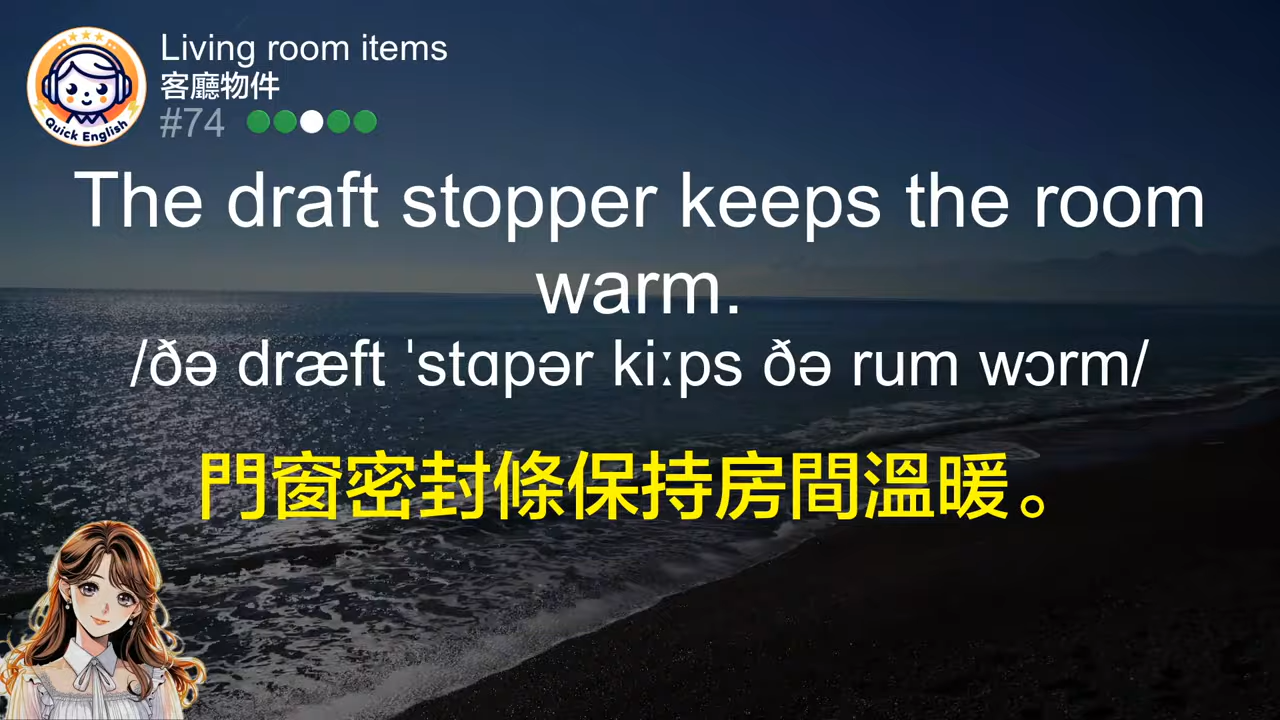 Living room items
客廳物件
#74
Quick English
The draft stopper keeps the room
warm.
/ðə dræft ˈstɑpər kiːps ðə rum wɔrm/
門窗密封條保持房間溫暖。